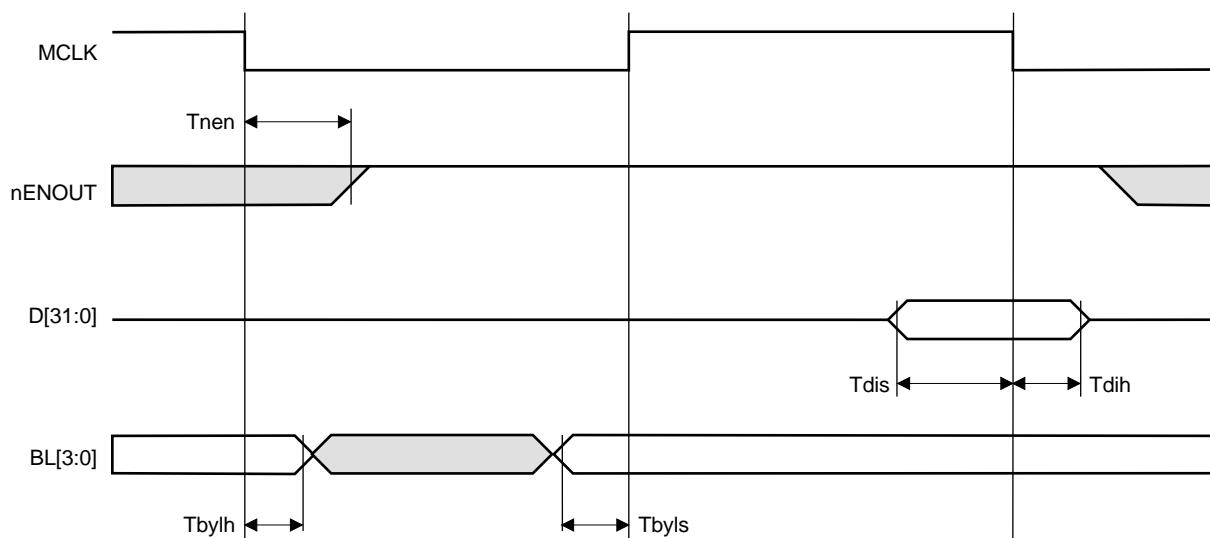 MCLK
Tnen
nENOUT
D[31:0]
Tdis
Tdih
BL[3:0]
Tbylh
Tbyls